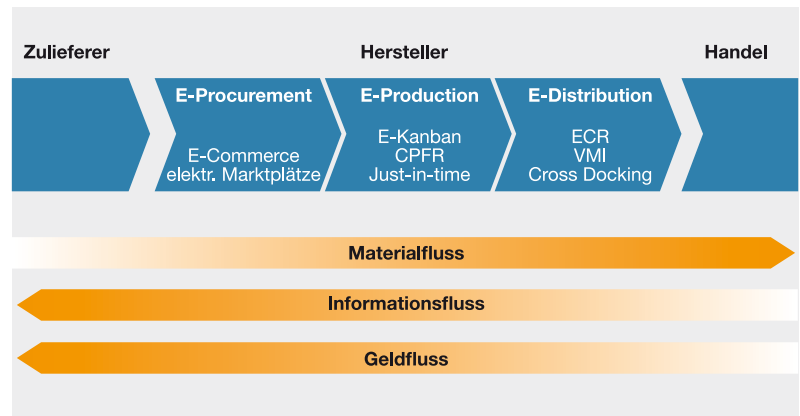 Zulieferer
Hersteller
Handel
E-Procurement
E-Commerce
elektr. Marktplätze
E-Production
E-Kanban
CPFR
Just-in-time
E-Distribution
ECR
VMI
Cross Docking
Materialfluss
Informationsfluss
Geldfluss